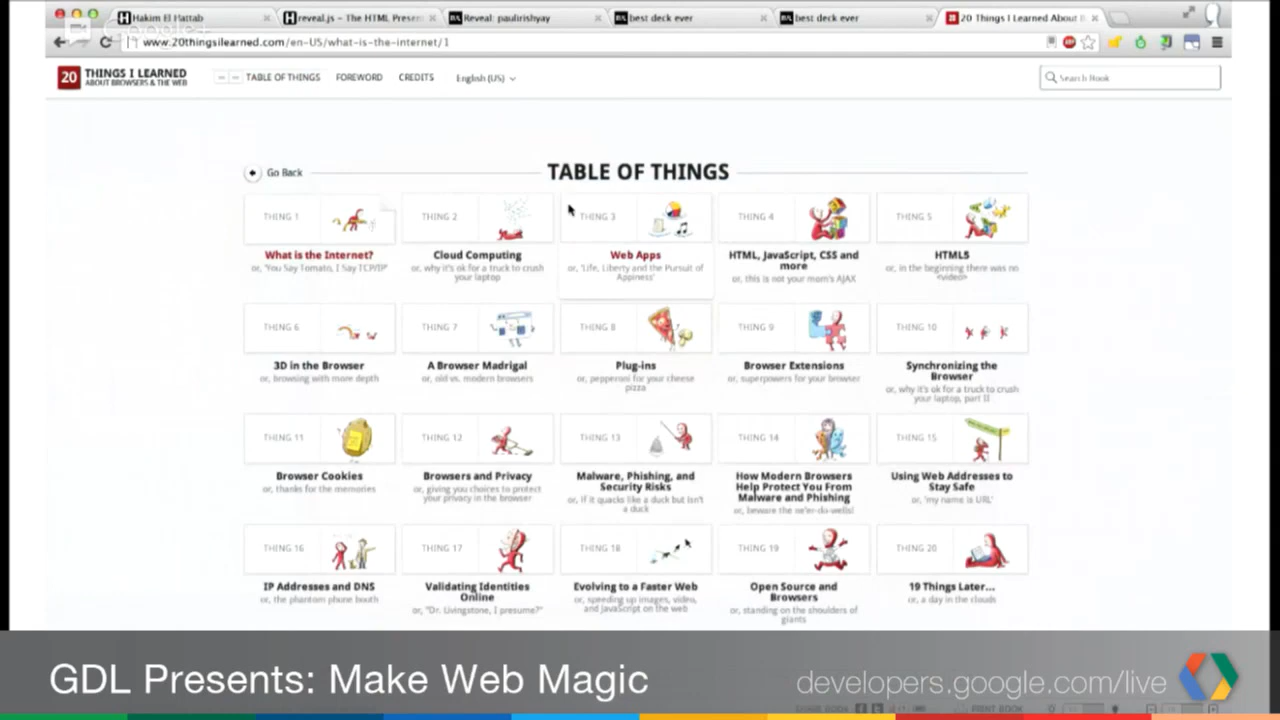 Hakim El Hattab
reveal.js – The HTML Presen
Reveal: paulirishyay
best deck ever
best deck ever
20 Things I Learned About B
www.20thingsilearned.com/en-US/what-is-the-internet/1
20 THINGS I LEARNED
ABOUT BROWSERS & THE WEB
TABLE OF THINGS
FOREWORD
CREDITS
English (US)
Search Book
Go Back
TABLE OF THINGS
THING 1
THING 2
THING 3
THING 4
THING 5
What is the Internet?
or, 'You Say Tomato, I Say TCP/IP'
Cloud Computing
or, why it's ok for a truck to crush
your laptop
Web Apps
or, 'Life, Liberty and the Pursuit of
Appiness'
HTML, JavaScript, CSS and
more
or, this is not your mom's AJAX
HTML5
or, in the beginning there was no
<video>
THING 6
THING 7
THING 8
THING 9
THING 10
3D in the Browser
or, browsing with more depth
A Browser Madrigal
or, old vs. modern browsers
Plug-ins
or, pepperoni for your cheese
pizza
Browser Extensions
or, superpowers for your browser
Synchronizing the
Browser
or, why it's ok for a truck to crush
your laptop, part II
THING 11
THING 12
THING 13
THING 14
THING 15
Browser Cookies
or, thanks for the memories
Browsers and Privacy
or, giving you choices to protect
your privacy in the browser
Malware, Phishing, and
Security Risks
or, if it quacks like a duck but isn't
a duck
How Modern Browsers
Help Protect You From
Malware and Phishing
or, beware the ne'er-do-wells!
Using Web Addresses to
Stay Safe
or, 'my name is URL'
THING 16
THING 17
THING 18
THING 19
THING 20
IP Addresses and DNS
or, the phantom phone booth
Validating Identities
Online
or, "Dr. Livingstone, I presume?"
Evolving to a Faster Web
or, speeding up images, video,
and JavaScript on the web
Open Source and
Browsers
or, standing on the shoulders of
giants
19 Things Later...
or, a day in the clouds
GDL Presents: Make Web Magic
developers.google.com/live
PRINT BOOK